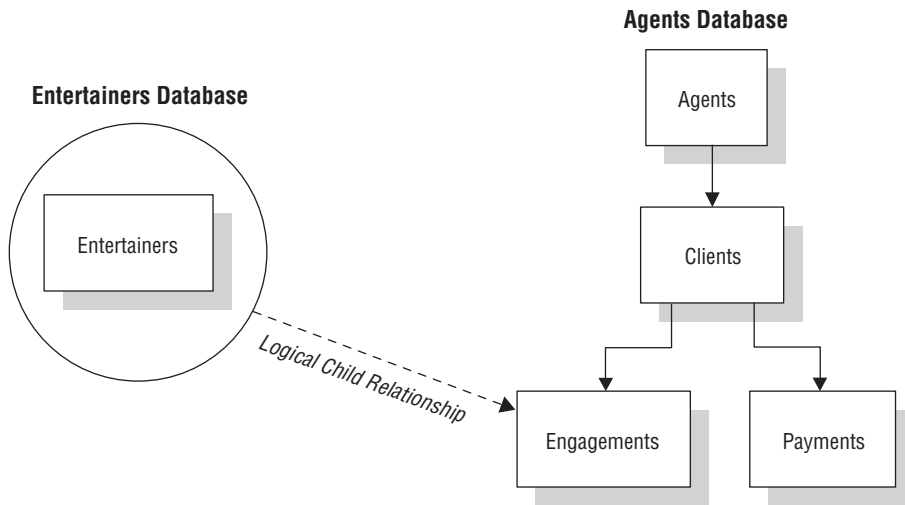 Agents Database
Agents
Entertainers Database
Entertainers
Clients
Logical Child Relationship
Engagements
Payments